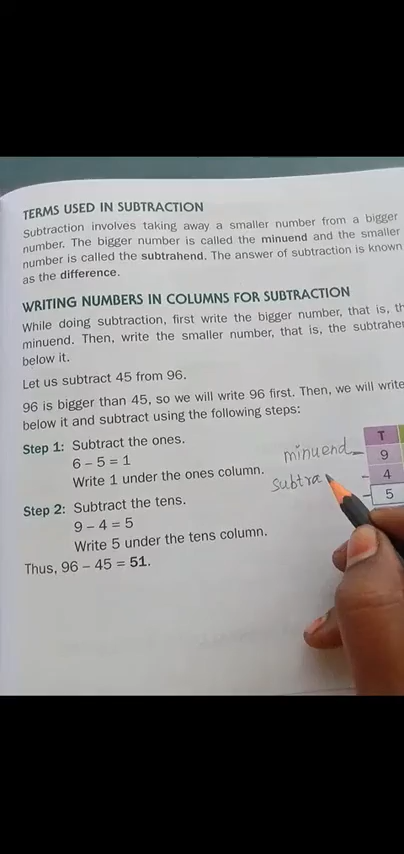 TERMS USED IN SUBTRACTION
Subtraction involves taking away a smaller number from a bigger
number. The bigger number is called the minuend and the smaller
number is called the subtrahend. The answer of subtraction is known
as the difference.
WRITING NUMBERS IN COLUMNS FOR SUBTRACTION
While doing subtraction, first write the bigger number, that is, th
minuend. Then, write the smaller number, that is, the subtrahe
below it.
Let us subtract 45 from 96.
96 is bigger than 45, so we will write 96 first. Then, we will write
below it and subtract using the following steps:
Step 1: Subtract the ones.
6 – 5 = 1
Write 1 under the ones column.
Step 2: Subtract the tens.
9 – 4 = 5
Write 5 under the tens column.
Thus, 96 – 45 = 51.
T
minuend – 9
subtra – 4
– 5